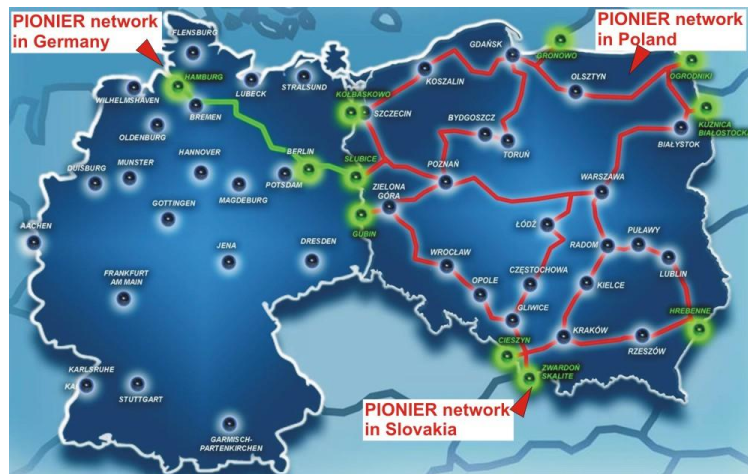 PIONIER network
in Germany
PIONIER network
in Poland
FLENSBURG
HAMBURG
WILHELMSHAVEN
LUBECK
STRALSUND
BREMEN
OLDENBURG
HANNOVER
BERLIN
DUISBURG
MUNSTER
POTSDAM
MAGDEBURG
GOTTINGEN
AACHEN
JENA
DRESDEN
FRANKFURT
AM MAIN
KARLSRUHE
STUTTGART
GARMISCH-
PARTENKIRCHEN
GDAŃSK
GRONOWO
KOSZALIN
OLSZTYN
OGRODNIKI
KOŁBASKOWO
SZCZECIN
KUŹNICA
BIAŁOSTOCKA
BYDGOSZCZ
TORUŃ
BIAŁYSTOK
SŁUBICE
POZNAŃ
WARSZAWA
ZIELONA
GÓRA
GUBIN
ŁÓDŹ
RADOM
PUŁAWY
WROCŁAW
LUBLIN
OPOLE
CZĘSTOCHOWA
KIELCE
GLIWICE
HREBENNE
CIESZYN
KRAKÓW
RZESZÓW
ZWARDOŃ
SKALITE
PIONIER network
in Slovakia